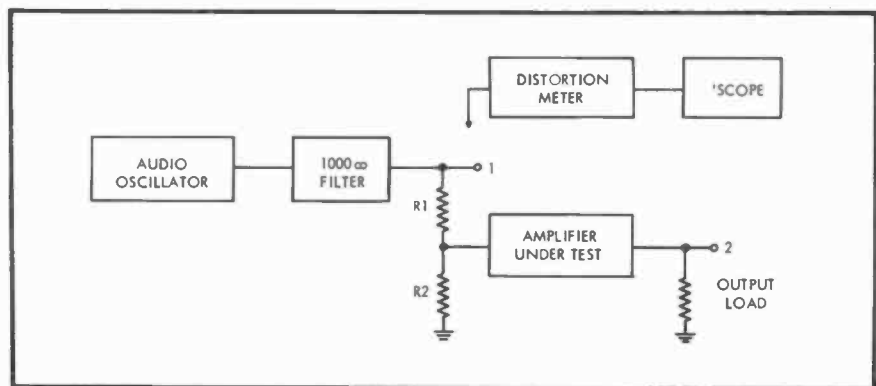 DISTORTION
METER
'SCOPE
AUDIO
OSCILLATOR
1000 ∞
FILTER
1
R1
AMPLIFIER
UNDER TEST
2
R2
OUTPUT
LOAD